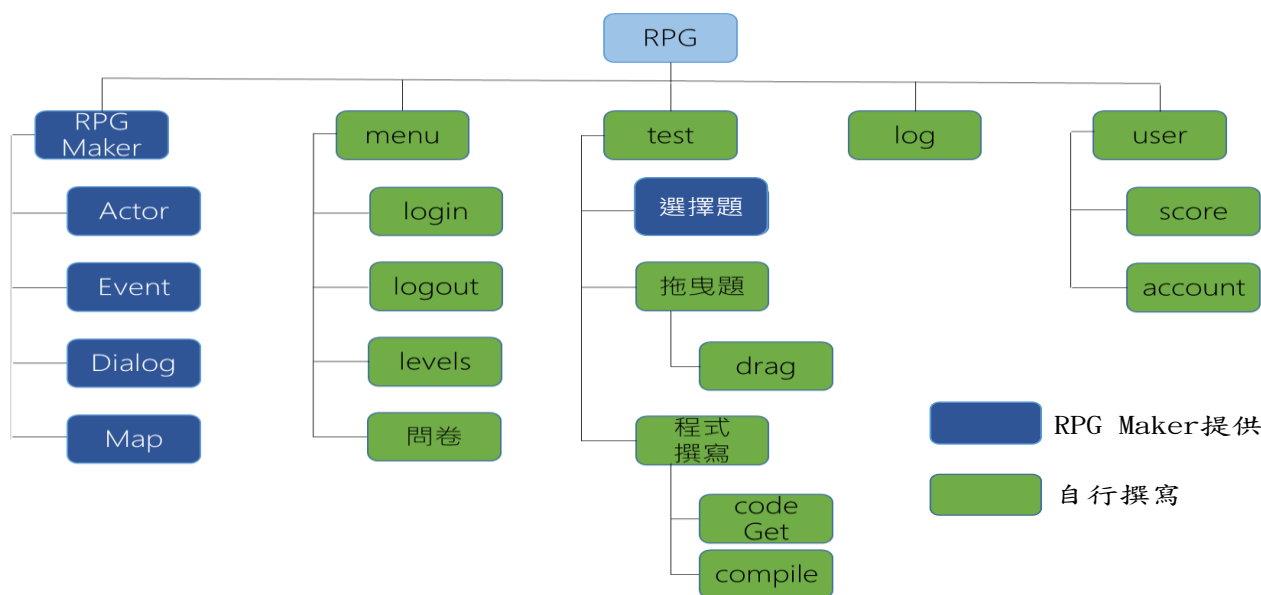 RPG
RPG
Maker
Actor
Event
Dialog
Map
menu
login
logout
levels
問卷
test
選擇題
拖曳題
drag
程式
撰寫
code
Get
compile
log
user
score
account
RPG Maker提供
自行撰寫